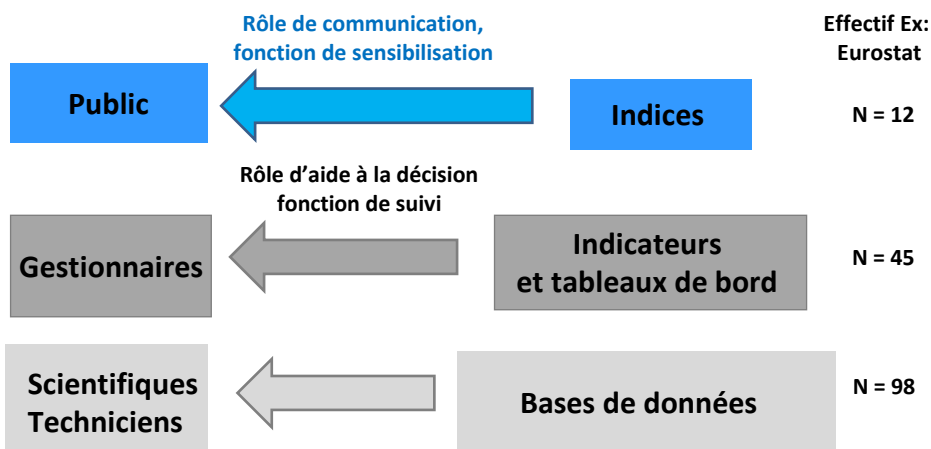 Rôle de communication,
fonction de sensibilisation
Effectif Ex:
Eurostat
Public
Indices
N = 12
Rôle d’aide à la décision
fonction de suivi
Gestionnaires
Indicateurs
et tableaux de bord
N = 45
Scientifiques
Techniciens
Bases de données
N = 98